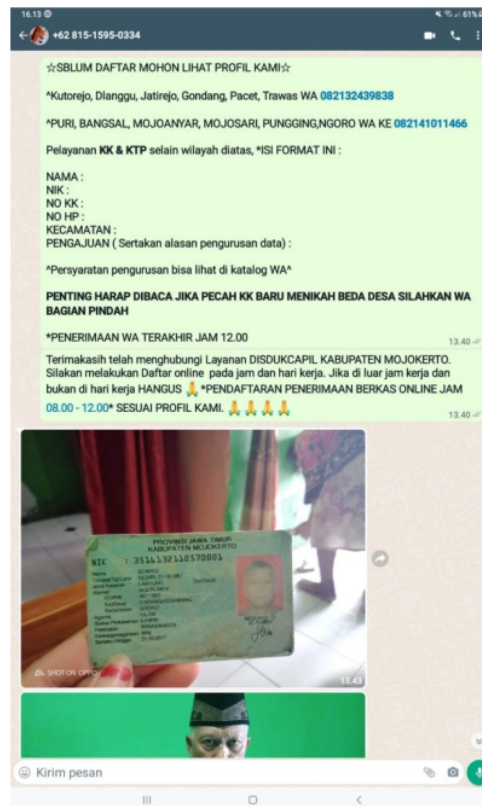 16.13
61%
+62 815-1595-0334
☆SBLUM DAFTAR MOHON LIHAT PROFIL KAMI☆
^Kutorejo, Dlanggu, Jatirejo, Gondang, Pacet, Trawas WA 082132439838
^PURI, BANGSAL, MOJOANYAR, MOJOSARI, PUNGGING,NGORO WA KE 082141011466
Pelayanan KK & KTP selain wilayah diatas, *ISI FORMAT INI :
NAMA :
NIK :
NO KK :
NO HP :
KECAMATAN :
PENGAJUAN ( Sertakan alasan pengurusan data) :
^Persyaratan pengurusan bisa lihat di katalog WA^
PENTING HARAP DIBACA JIKA PECAH KK BARU MENIKAH BEDA DESA SILAHKAN WA
BAGIAN PINDAH
*PENERIMAAN WA TERAKHIR JAM 12.00
13.40
Terimakasih telah menghubungi Layanan DISDUKCAPIL KABUPATEN MOJOKERTO.
Silakan melakukan Daftar online pada jam dan hari kerja. Jika di luar jam kerja dan
bukan di hari kerja HANGUS 🙏 *PENDAFTARAN PENERIMAAN BERKAS ONLINE JAM
08.00 - 12.00* SESUAI PROFIL KAMI. 🙏 🙏 🙏 🙏
13.40
PROVINSI JAWA TIMUR
KABUPATEN MOJOKERTO
NIK
Nama
Agama
SHOT ON OPPO
13.43
Kirim pesan